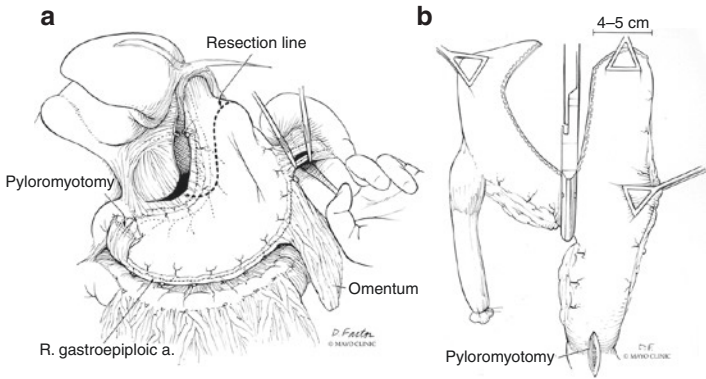 a
Resection line
Pyloromyotomy
Omentum
D. Factor
© MAYO CLINIC
R. gastroepiploic a.
b
4–5 cm
Pyloromyotomy
D.F.
© MAYO CLINIC